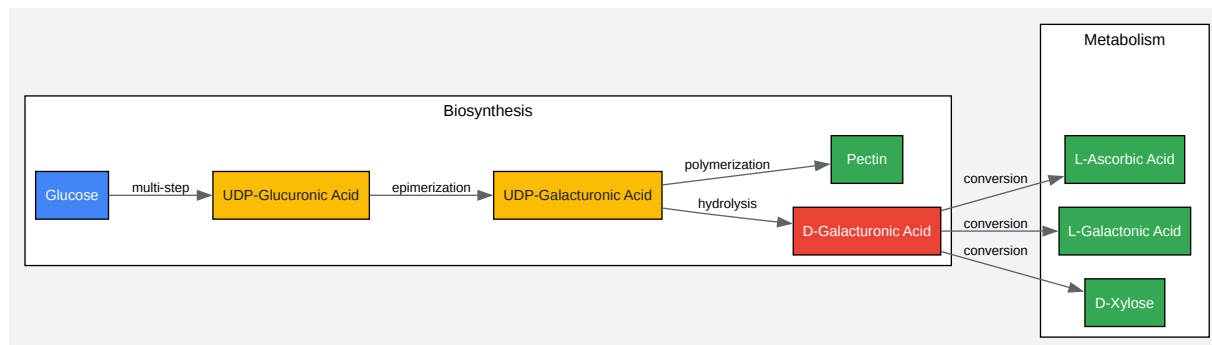 Metabolism
Biosynthesis
Glucose
multi-step
UDP-Glucuronic Acid
epimerization
UDP-Galacturonic Acid
polymerization
Pectin
hydrolysis
D-Galacturonic Acid
conversion
L-Ascorbic Acid
conversion
L-Galactonic Acid
conversion
D-Xylose